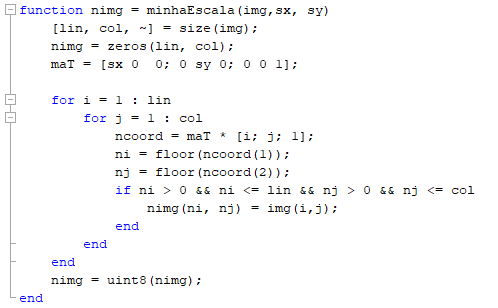 function nimg = minhaEscala(img,sx, sy)
    [lin, col, ~] = size(img);
    nimg = zeros(lin, col);
    maT = [sx 0  0; 0 sy 0; 0 0 1];

    for i = 1 : lin
        for j = 1 : col
            ncoord = maT * [i; j; 1];
            ni = floor(ncoord(1));
            nj = floor(ncoord(2));
            if ni > 0 && ni <= lin && nj > 0 && nj <= col
                nimg(ni, nj) = img(i,j);
            end
        end
    end
    nimg = uint8(nimg);
end